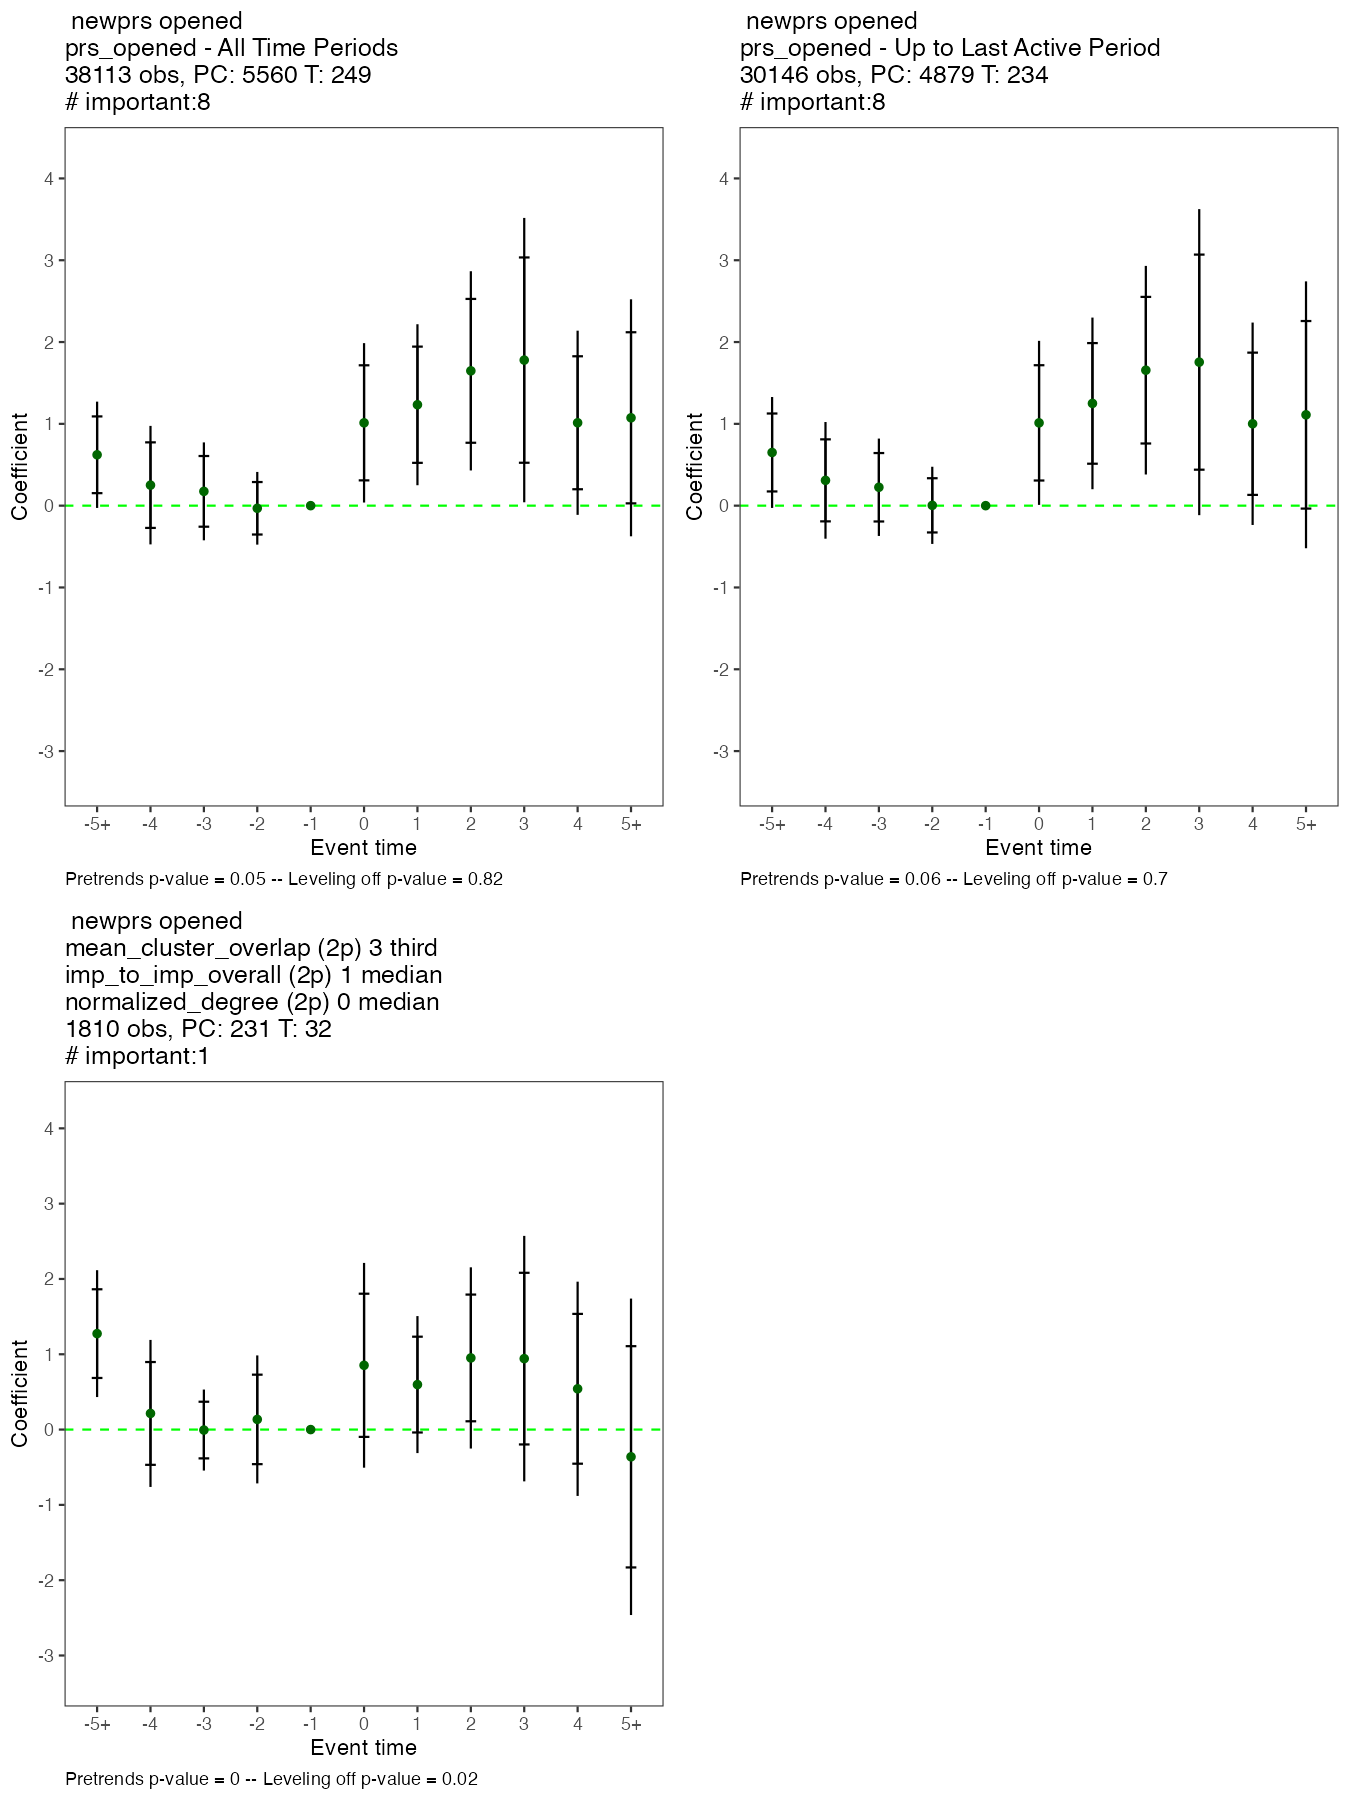 newprs opened
prs_opened - All Time Periods
38113 obs, PC: 5560 T: 249
# important:8
4
3
2
1
0
-1
-2
-3
Coefficient
-5+ -4 -3 -2 -1 0 1 2 3 4 5+
Event time
Pretrends p-value = 0.05 -- Leveling off p-value = 0.82
newprs opened
prs_opened - Up to Last Active Period
30146 obs, PC: 4879 T: 234
# important:8
4
3
2
1
0
-1
-2
-3
Coefficient
-5+ -4 -3 -2 -1 0 1 2 3 4 5+
Event time
Pretrends p-value = 0.06 -- Leveling off p-value = 0.7
newprs opened
mean_cluster_overlap (2p) 3 third
imp_to_imp_overall (2p) 1 median
normalized_degree (2p) 0 median
1810 obs, PC: 231 T: 32
# important:1
4
3
2
1
0
-1
-2
-3
Coefficient
-5+ -4 -3 -2 -1 0 1 2 3 4 5+
Event time
Pretrends p-value = 0 -- Leveling off p-value = 0.02